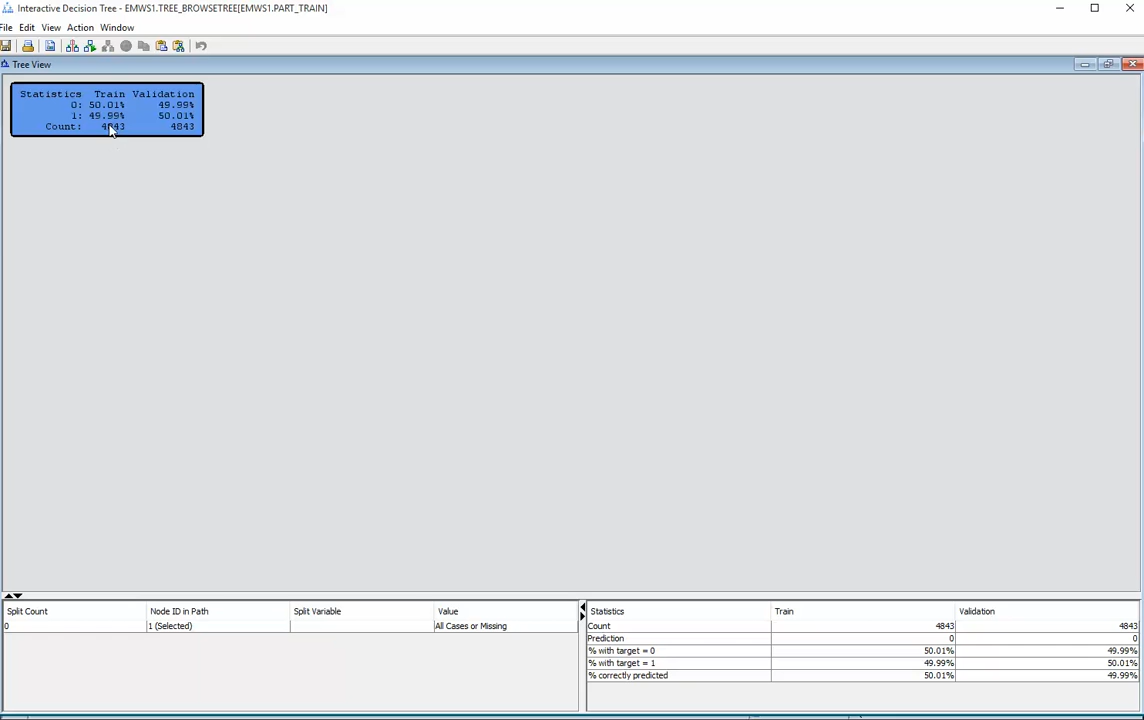 Interactive Decision Tree - EMWS1.TREE_BROWSETREE[EMWS1.PART_TRAIN]
File Edit View Action Window
Tree View
Statistics Train Validation
0: 50.01% 49.99%
1: 49.99% 50.01%
Count: 4843 4843
Split Count Node ID in Path Split Variable Value
0 1 (Selected) All Cases or Missing
Statistics Train Validation
Count 4843 4843
Prediction 0 0
% with target = 0 50.01% 49.99%
% with target = 1 49.99% 50.01%
% correctly predicted 50.01% 49.99%